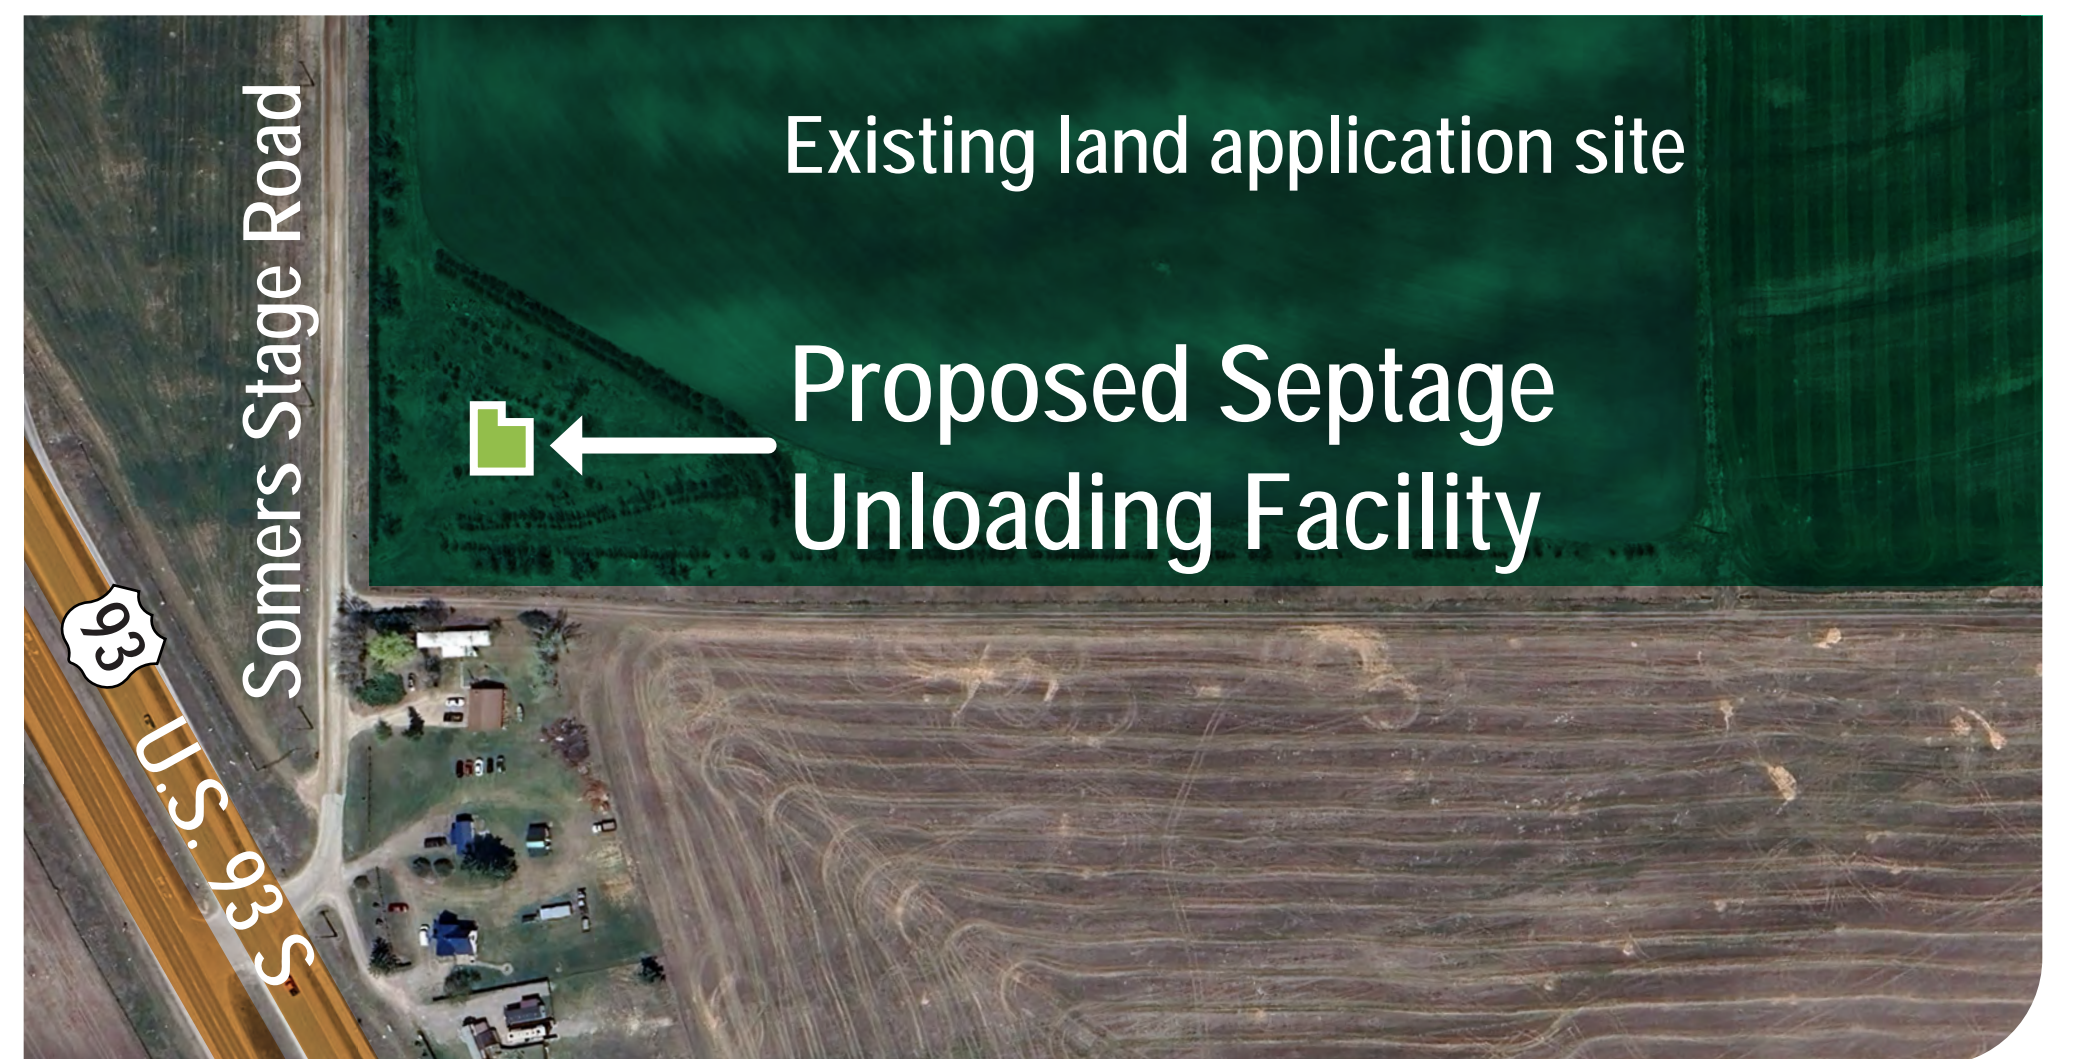 Existing land application site
Somers Stage Road
Proposed Septage
Unloading Facility
93
U.S. 93 S